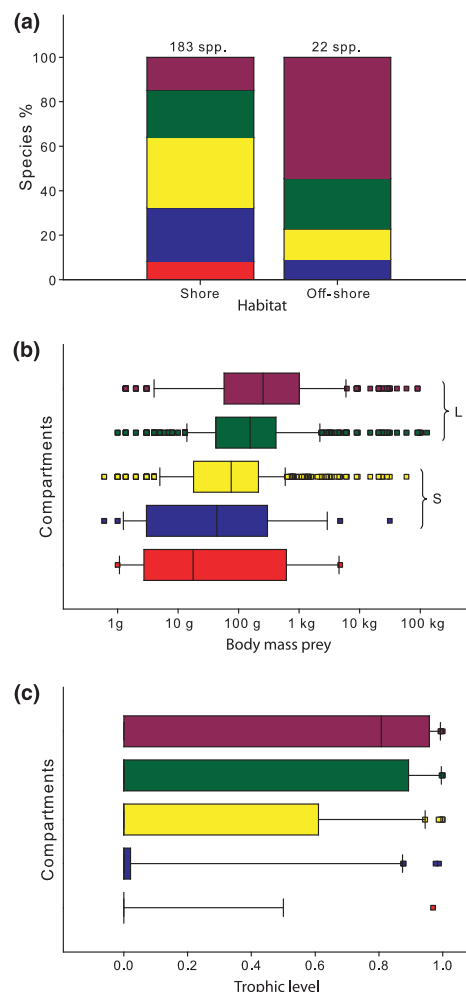 (a)
183 spp.
22 spp.
100
80
60
40
20
0
Species %
Shore
Off-shore
Habitat
(b)
L
S
Compartments
1g
10 g
100 g
1 kg
10 kg
100 kg
Body mass prey
(c)
Compartments
0.0
0.2
0.4
0.6
0.8
1.0
Trophic level